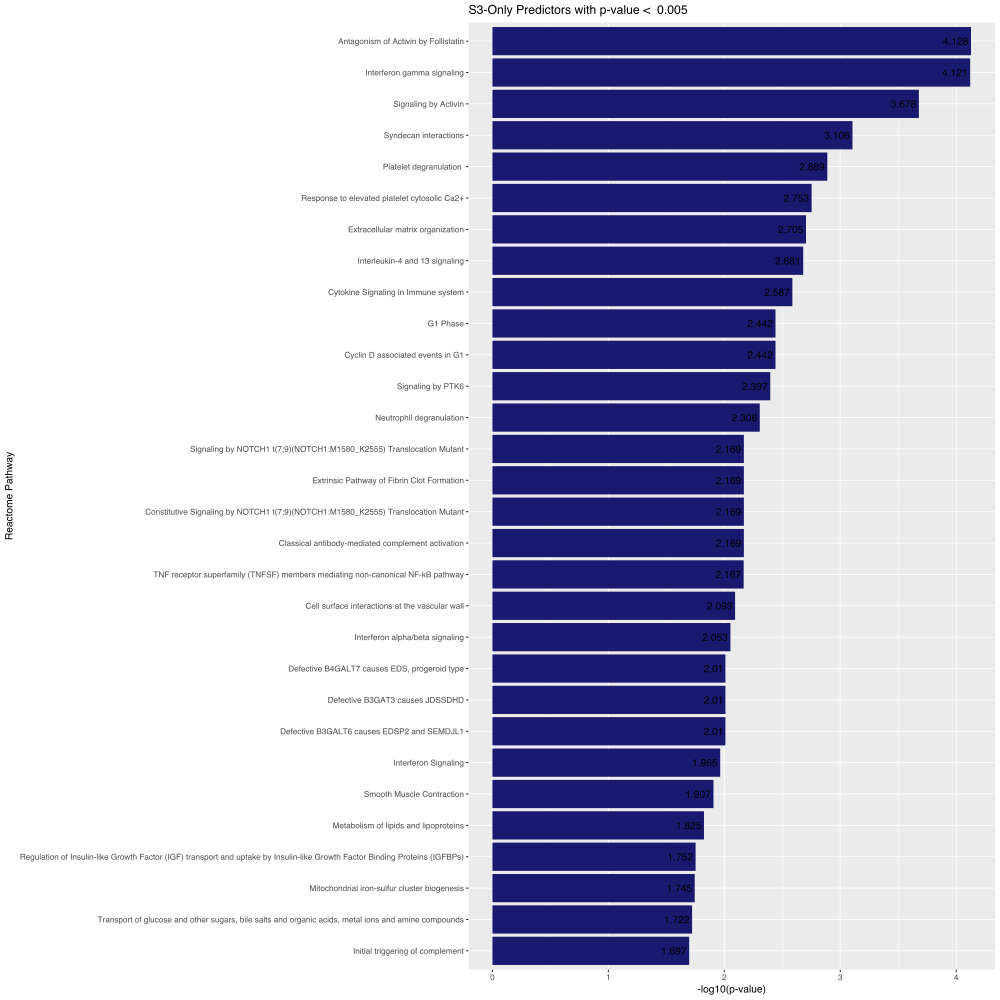 S3-Only Predictors with p-value <  0.005
Antagonism of Activin by Follistatin 4.128
Interferon gamma signaling 4.121
Signaling by Activin 3.678
Syndecan interactions 3.106
Platelet degranulation 2.889
Response to elevated platelet cytosolic Ca2+ 2.753
Extracellular matrix organization 2.705
Interleukin-4 and 13 signaling 2.681
Cytokine Signaling in Immune system 2.587
G1 Phase 2.442
Cyclin D associated events in G1 2.442
Signaling by PTK6 2.397
Neutrophil degranulation 2.306
Signaling by NOTCH1 t(7;9)(NOTCH1:M1580_K2555) Translocation Mutant 2.169
Extrinsic Pathway of Fibrin Clot Formation 2.169
Constitutive Signaling by NOTCH1 t(7;9)(NOTCH1:M1580_K2555) Translocation Mutant 2.169
Classical antibody-mediated complement activation 2.169
TNF receptor superfamily (TNFSF) members mediating non-canonical NF-kB pathway 2.167
Cell surface interactions at the vascular wall 2.093
Interferon alpha/beta signaling 2.053
Defective B4GALT7 causes EDS, progeroid type 2.01
Defective B3GAT3 causes JDSSDHD 2.01
Defective B3GALT6 causes EDSP2 and SEMDJL1 2.01
Interferon Signaling 1.965
Smooth Muscle Contraction 1.907
Metabolism of lipids and lipoproteins 1.825
Regulation of Insulin-like Growth Factor (IGF) transport and uptake by Insulin-like Growth Factor Binding Proteins (IGFBPs) 1.752
Mitochondrial iron-sulfur cluster biogenesis 1.745
Transport of glucose and other sugars, bile salts and organic acids, metal ions and amine compounds 1.722
Initial triggering of complement 1.697
0 1 2 3 4
-log10(p-value)
Reactome Pathway